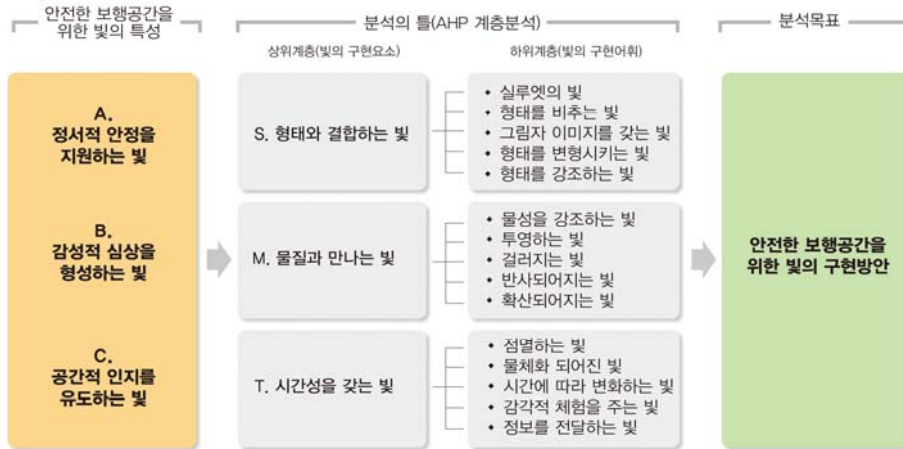 안전한 보행공간을
위한 빛의 특성
분석의 틀(AHP 계층분석)
분석목표
상위계층(빛의 구현요소)
하위계층(빛의 구현어휘)
A.
정서적 안정을
지원하는 빛
B.
감성적 심상을
형성하는 빛
C.
공간적 인지를
유도하는 빛
S. 형태와 결합하는 빛
◆ 실루엣의 빛
◆ 형태를 비추는 빛
◆ 그림자 이미지를 갖는 빛
◆ 형태를 변형시키는 빛
◆ 형태를 강조하는 빛
M. 물질과 만나는 빛
◆ 물성을 강조하는 빛
◆ 투영하는 빛
◆ 걸러지는 빛
◆ 반사되어지는 빛
◆ 확산되어지는 빛
T. 시간성을 갖는 빛
◆ 점멸하는 빛
◆ 물체화 되어진 빛
◆ 시간에 따라 변화하는 빛
◆ 감각적 체험을 주는 빛
◆ 정보를 전달하는 빛
안전한 보행공간을
위한 빛의 구현방안